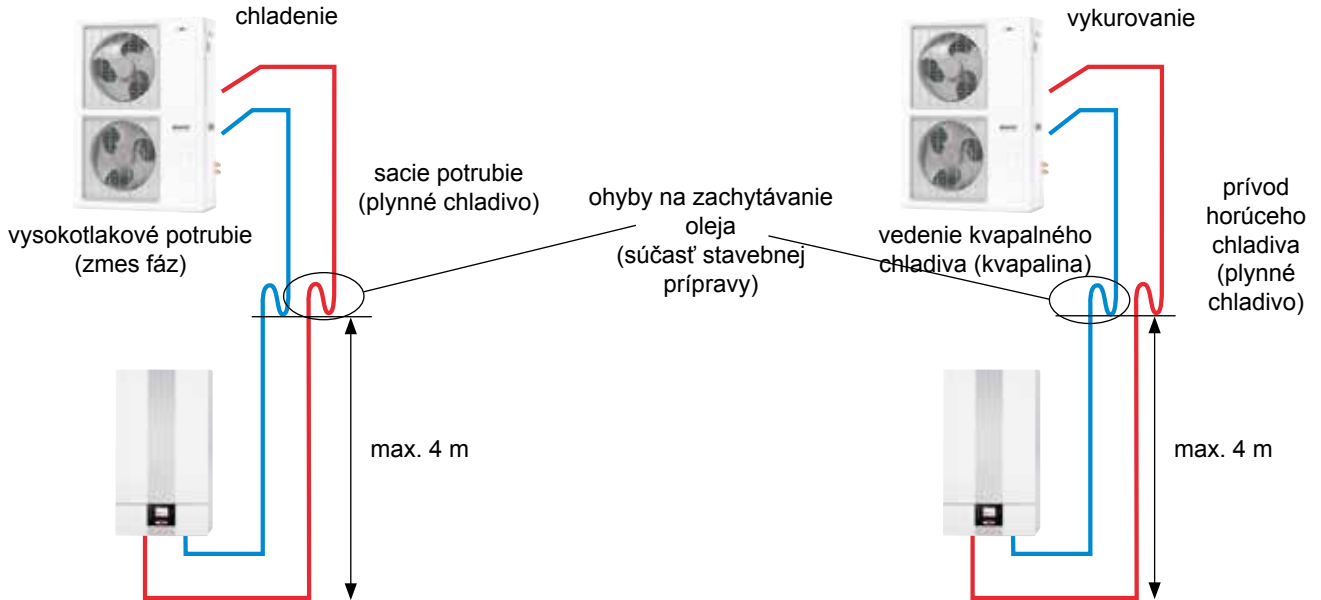 chladenie
sacie potrubie
(plynné chladivo)
vysokotlakové potrubie
(zmes fáz)
max. 4 m
ohyby na zachytávanie
oleja
(súčasť stavebnej
prípravy)
vykurovanie
prívod
horúceho
chladiva
(plynné
chladivo)
vedenie kvapalného
chladiva (kvapalina)
max. 4 m